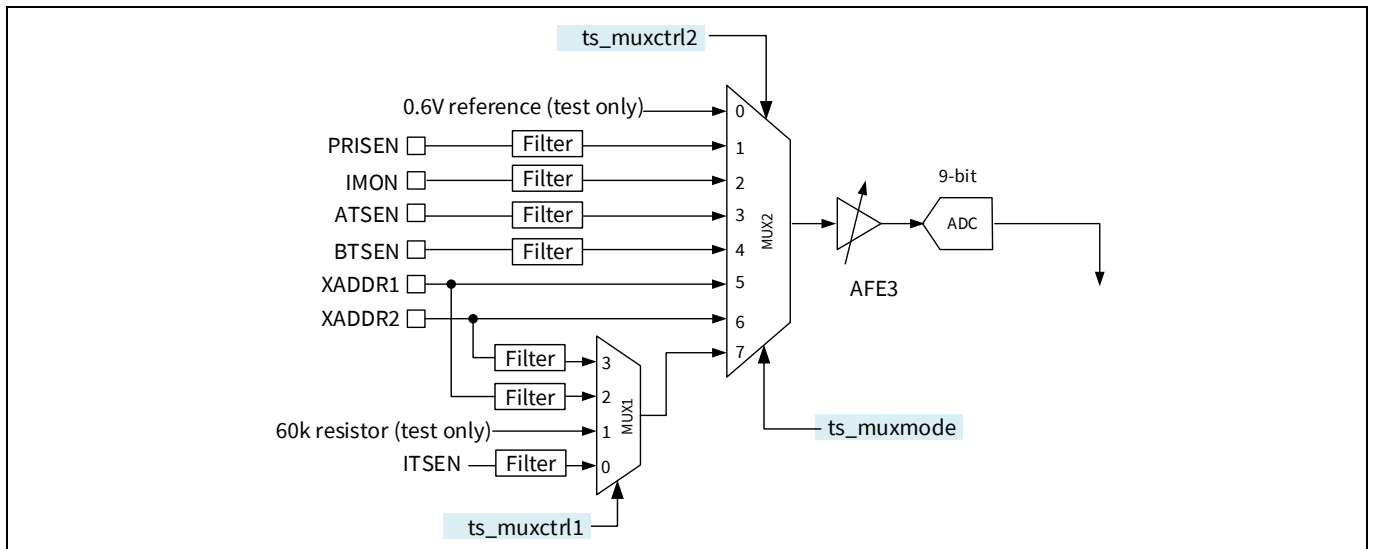 ts_muxctrl2
0.6V reference (test only)
0
PRISEN
Filter
1
IMON
Filter
2
ATSEN
Filter
3
BTSEN
Filter
4
XADDR1
5
XADDR2
6
7
MUX2
9-bit
ADC
AFE3
Filter
3
Filter
2
60k resistor (test only)
1
ITSEN
Filter
0
MUX1
ts_muxmode
ts_muxctrl1